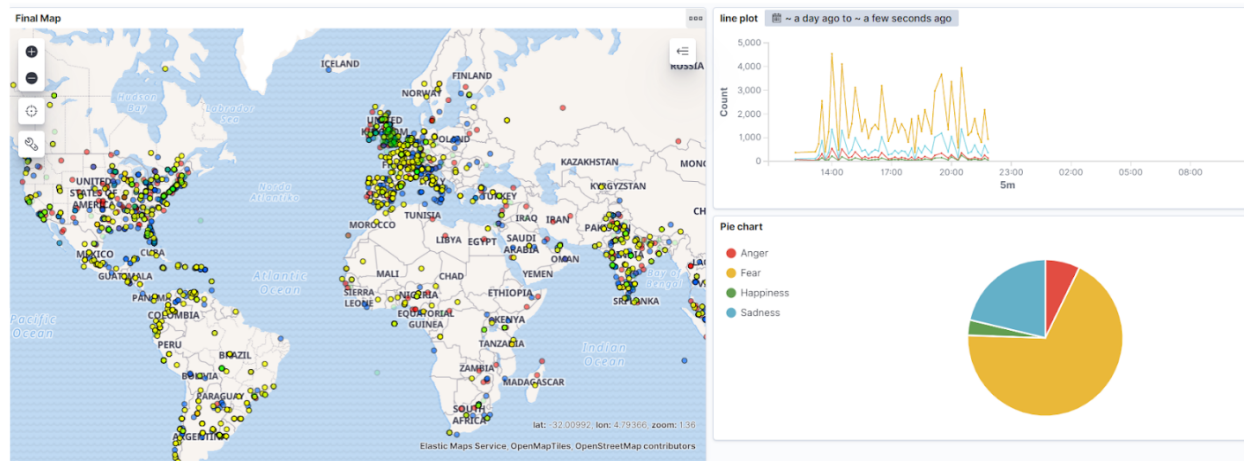 Final Map
ICELAND
FINLAND
RUSSIA
NORWAY
Hudson
Bay
Labrador
Sea
UNITED
KINGDOM
POLAND
KAZAKHSTAN
MONG
KYRGYZSTAN
UNITED
STATES OF
AMERICA
North
Atlantic
TURKEY
TUNISIA
IRAQ
IRAN
MOROCCO
LIBYA
EGYPT
SAUDI
ARABIA
OMAN
MEXICO
CUBA
GUATEMALA
MALI
CHAD
YEMEN
Bay of
Bengal
SRI LANKA
PANAMA
Atlantic
Ocean
SIERRA
LEONE
NIGERIA
ETHIOPIA
COLOMBIA
EQUATORIAL
GUINEA
KENYA
Pacific
Ocean
TANZANIA
Indian
Ocean
PERU
BRAZIL
BOLIVIA
ZAMBIA
MADAGASCAR
PARAGUAY
SOUTH
AFRICA
ARGENTINA
lat: -32.00992, lon: 4.79366, zoom: 1.36
Elastic Maps Service, OpenMapTiles, OpenStreetMap contributors
line plot
~ a day ago to ~ a few seconds ago
5,000
4,000
3,000
2,000
1,000
0
Count
14:00 17:00 20:00 23:00 02:00 05:00 08:00
5m
Pie chart
Anger
Fear
Happiness
Sadness